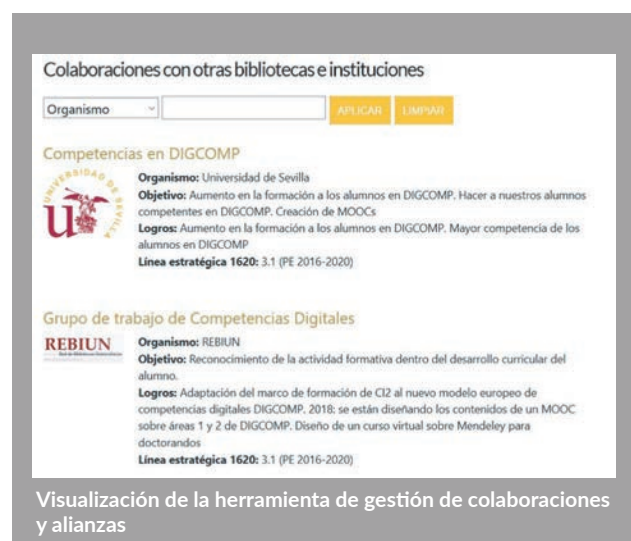 Colaboraciones con otras bibliotecas e instituciones
Organismo
APLICAR
LIMPIAR
Competencias en DIGCOMP
UNIVERSIDAD DE SEVILLA
Organismo: Universidad de Sevilla
Objetivo: Aumento en la formación a los alumnos en DIGCOMP. Hacer a nuestros alumnos
competentes en DIGCOMP. Creación de MOOCs
Logros: Aumento en la formación a los alumnos en DIGCOMP. Mayor competencia de los
alumnos en DIGCOMP
Línea estratégica 1620: 3.1 (PE 2016-2020)
Grupo de trabajo de Competencias Digitales
REBIUN
Red de Bibliotecas Universitarias
Organismo: REBIUN
Objetivo: Reconocimiento de la actividad formativa dentro del desarrollo curricular del
alumno.
Logros: Adaptación del marco de formación de CI2 al nuevo modelo europeo de
competencias digitales DIGCOMP. 2018: se están diseñando los contenidos de un MOOC
sobre áreas 1 y 2 de DIGCOMP. Diseño de un curso virtual sobre Mendeley para
doctorandos
Línea estratégica 1620: 3.1 (PE 2016-2020)
Visualización de la herramienta de gestión de colaboraciones
y alianzas